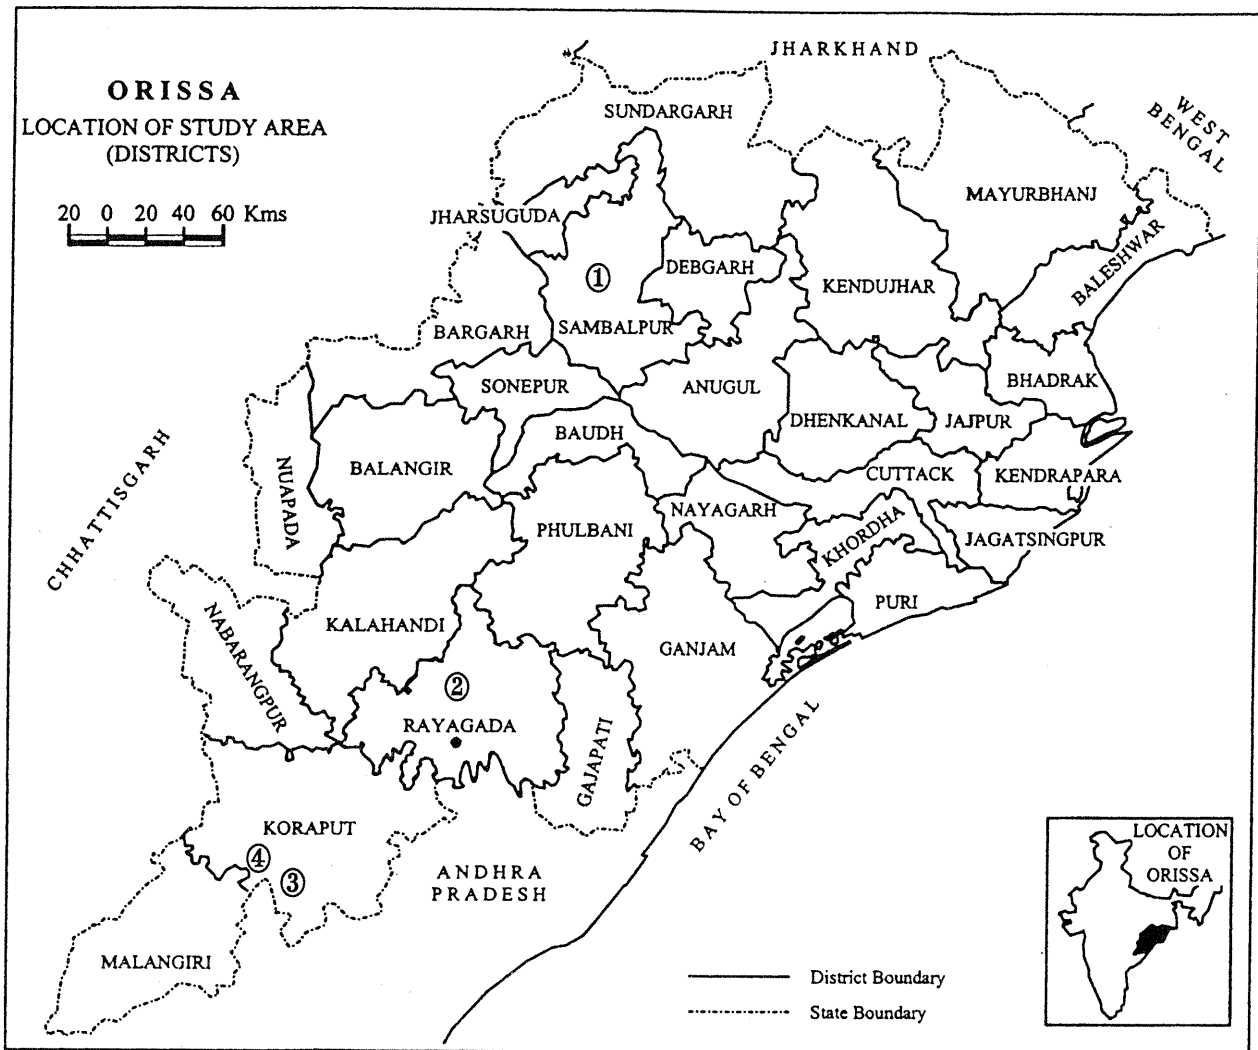 JHARKHAND
ORISSA
LOCATION OF STUDY AREA
(DISTRICTS)
20 0 20 40 60 Kms
WEST
BENGAL
SUNDARGARH
MAYURBHANJ
JHARSUGUDA
BALESHWAR
DEBGARH
KENDUJHAR
①
SAMBALPUR
BARGARH
SONEPUR
ANUGUL
BHADRAK
DHENKANAL
JAJPUR
BAUDH
BALANGIR
CUTTACK
KENDRAPARA
NUAPADA
CHHATTISGARH
NAYAGARH
PHULBANI
KHORDHA
JAGATSINGPUR
PURI
KALAHANDI
GANJAM
NABARANGPUR
②
RAYAGADA
GAJAPATI
BAY OF BENGAL
KORAPUT
④
③
ANDHRA
PRADESH
MALANGIRI
LOCATION
OF
ORISSA
District Boundary
State Boundary